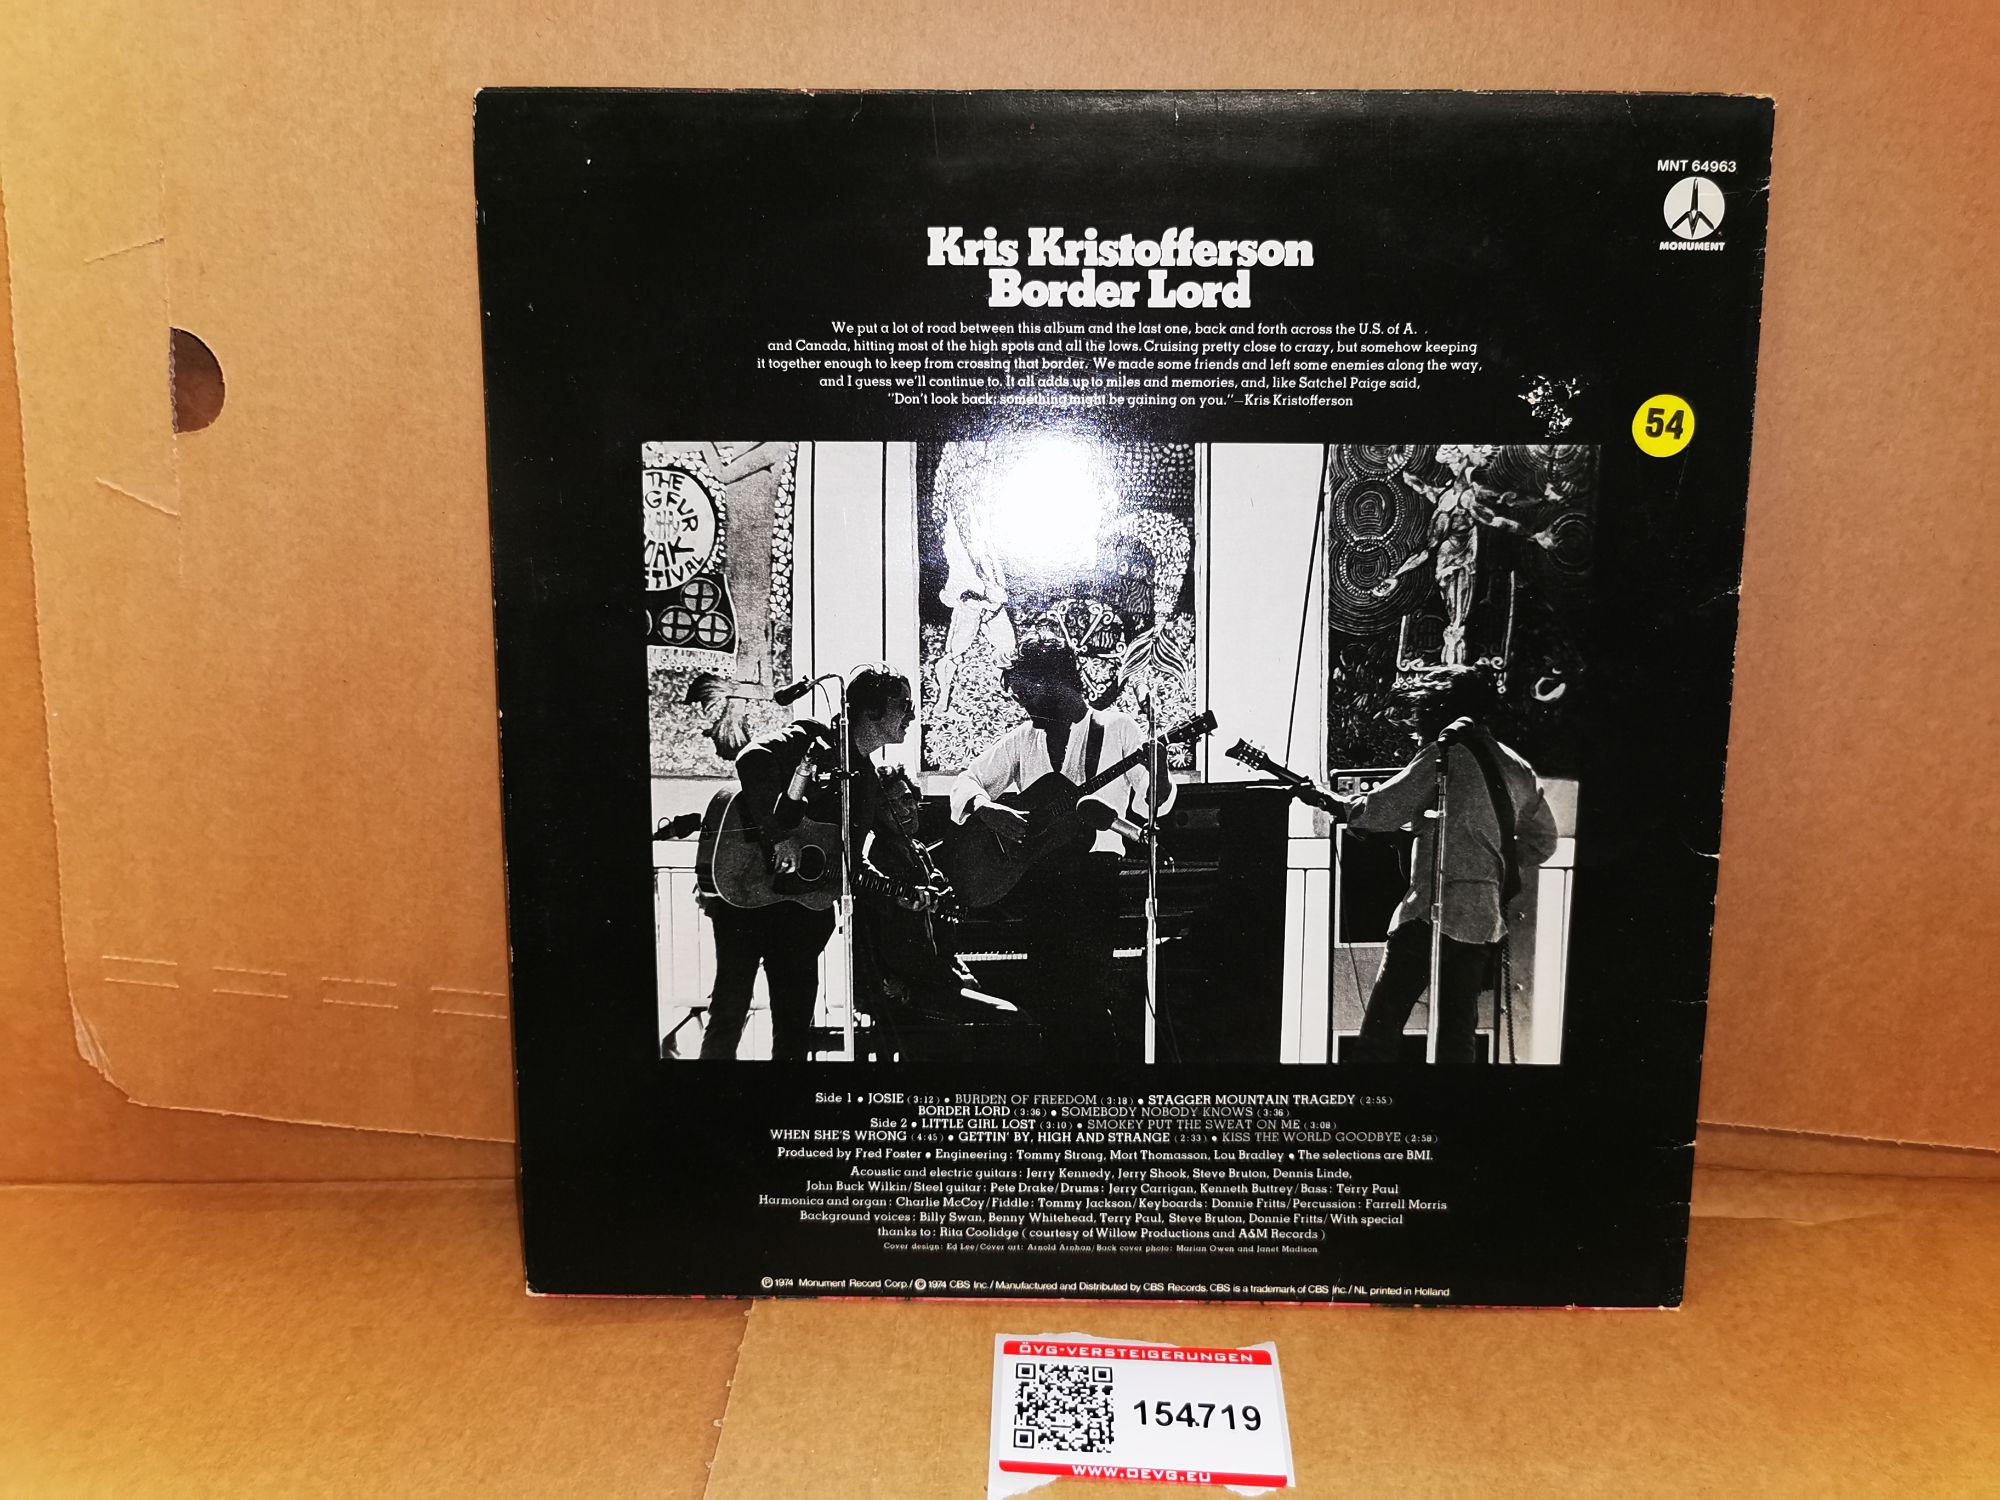 MNT 64963
MONUMENT
Kris Kristofferson
Border Lord
We put a lot of road between this album and the last one, back and forth across the U.S. of A.
and Canada, hitting most of the high spots and all the lows. Cruising pretty close to crazy, but somehow keeping
it together enough to keep from crossing that border. We made some friends and left some enemies along the way,
and I guess we'll continue to. It all adds up to miles and memories, and, like Satchel Paige said,
"Don't look back; something might be gaining on you."—Kris Kristofferson
54
THE
Side 1 • JOSIE (3:12) • BURDEN OF FREEDOM (3:18) • STAGGER MOUNTAIN TRAGEDY (2:55)
BORDER LORD (3:36) • SOMEBODY NOBODY KNOWS (3:36)
Side 2 • LITTLE GIRL LOST (3:10) • SMOKEY PUT THE SWEAT ON ME (3:08)
WHEN SHE'S WRONG (4:45) • GETTIN' BY, HIGH AND STRANGE (2:33) • KISS THE WORLD GOODBYE (2:58)
Produced by Fred Foster • Engineering: Tommy Strong, Mort Thomasson, Lou Bradley • The selections are BMI.
Acoustic and electric guitars: Jerry Kennedy, Jerry Shook, Steve Bruton, Dennis Linde,
John Buck Wilkin/Steel guitar: Pete Drake/Drums: Jerry Carrigan, Kenneth Buttrey/Bass: Terry Paul
Harmonica and organ: Charlie McCoy/Fiddle: Tommy Jackson/Keyboards: Donnie Fritts/Percussion: Farrell Morris
Background voices: Billy Swan, Benny Whitehead, Terry Paul, Steve Bruton, Donnie Fritts/With special
thanks to: Rita Coolidge (courtesy of Willow Productions and A&M Records)
Cover design: Ed Lee/Cover art: Arnold Arnhan/Back cover photo: Marian Owen and Janet Madison
Ⓟ 1974 Monument Record Corp./© 1974 CBS Inc./Manufactured and Distributed by CBS Records. CBS is a trademark of CBS Inc./NL printed in Holland
ÖVG-VERSTEIGERUNGEN
154719
WWW.OEVG.EU